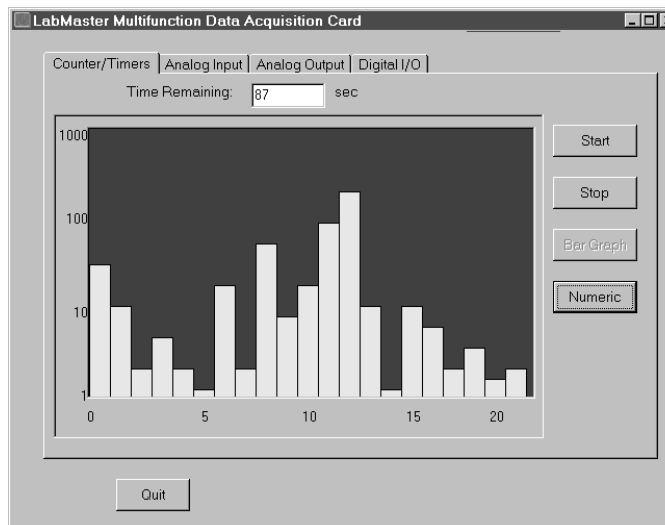 LabMaster Multifunction Data Acquisition Card
Counter/Timers Analog Input Analog Output Digital I/O
Time Remaining: 87 sec
1000
100
10
1
0 5 10 15 20
Start
Stop
Bar Graph
Numeric
Quit